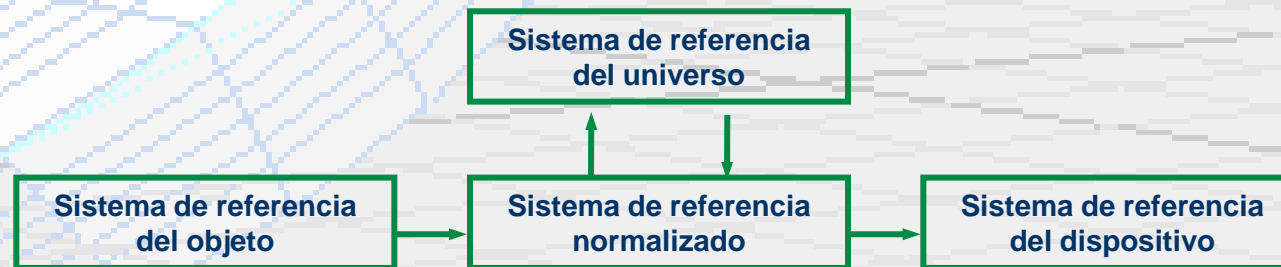 Sistema de referencia
del universo
Sistema de referencia
del objeto
Sistema de referencia
normalizado
Sistema de referencia
del dispositivo